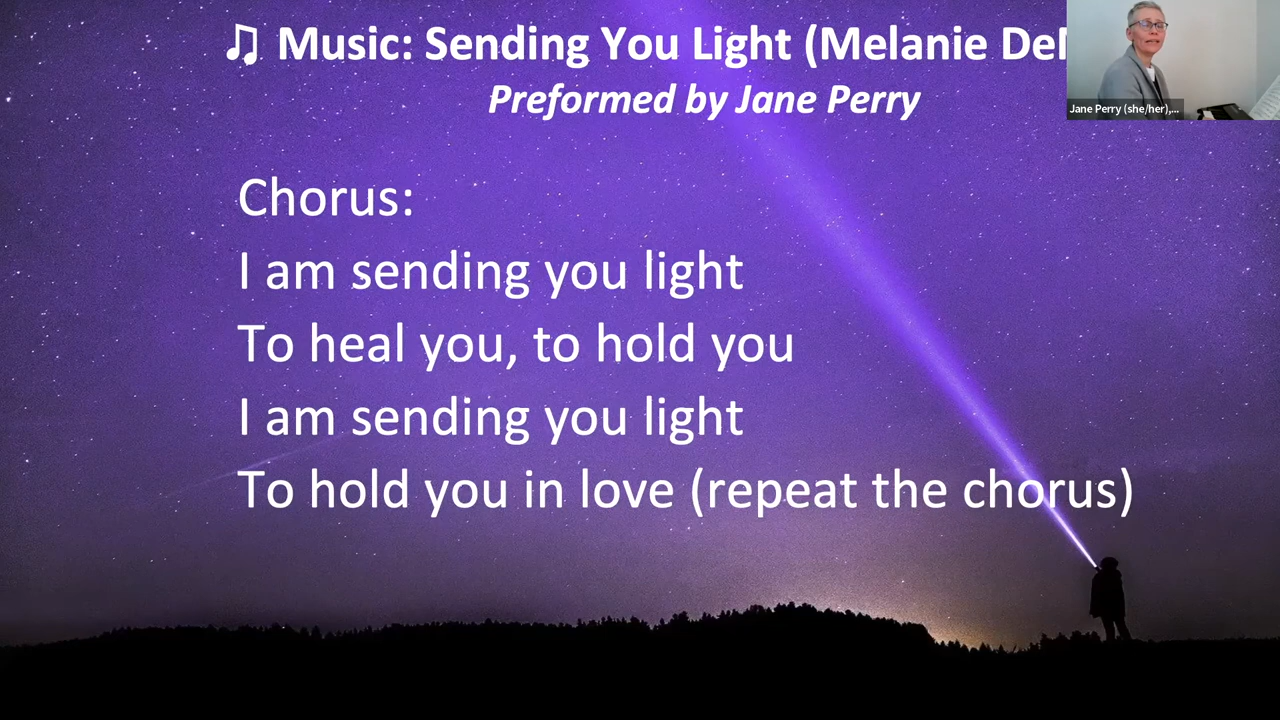 ♫ Music: Sending You Light (Melanie
Preformed by Jane Perry
Jane Perry (she/her),...
Chorus:
I am sending you light
To heal you, to hold you
I am sending you light
To hold you in love (repeat the chorus)